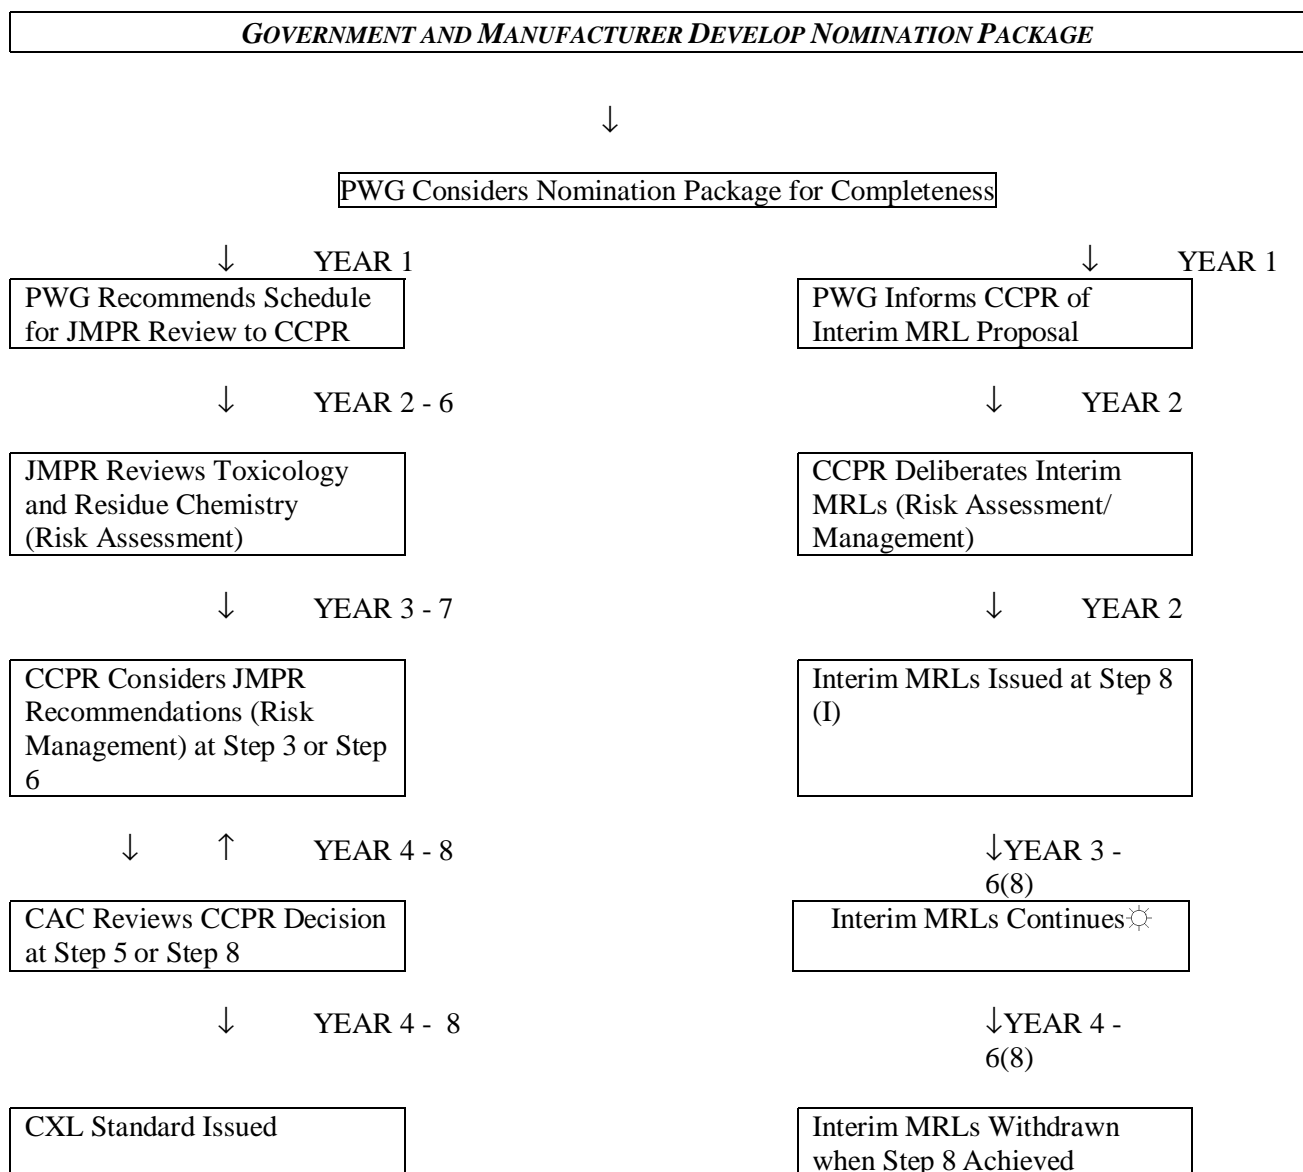 GOVERNMENT AND MANUFACTURER DEVELOP NOMINATION PACKAGE
↓
PWG Considers Nomination Package for Completeness
↓ YEAR 1
↓ YEAR 1
PWG Recommends Schedule
for JMPR Review to CCPR
PWG Informs CCPR of
Interim MRL Proposal
↓ YEAR 2 - 6
↓ YEAR 2
JMPR Reviews Toxicology
and Residue Chemistry
(Risk Assessment)
CCPR Deliberates Interim
MRLs (Risk Assessment/
Management)
↓ YEAR 3 - 7
↓ YEAR 2
CCPR Considers JMPR
Recommendations (Risk
Management) at Step 3 or Step
6
Interim MRLs Issued at Step 8
(I)
↓ ↑ YEAR 4 - 8
↓YEAR 3 -
6(8)
CAC Reviews CCPR Decision
at Step 5 or Step 8
Interim MRLs Continues☼
↓ YEAR 4 - 8
↓YEAR 4 -
6(8)
CXL Standard Issued
Interim MRLs Withdrawn
when Step 8 Achieved